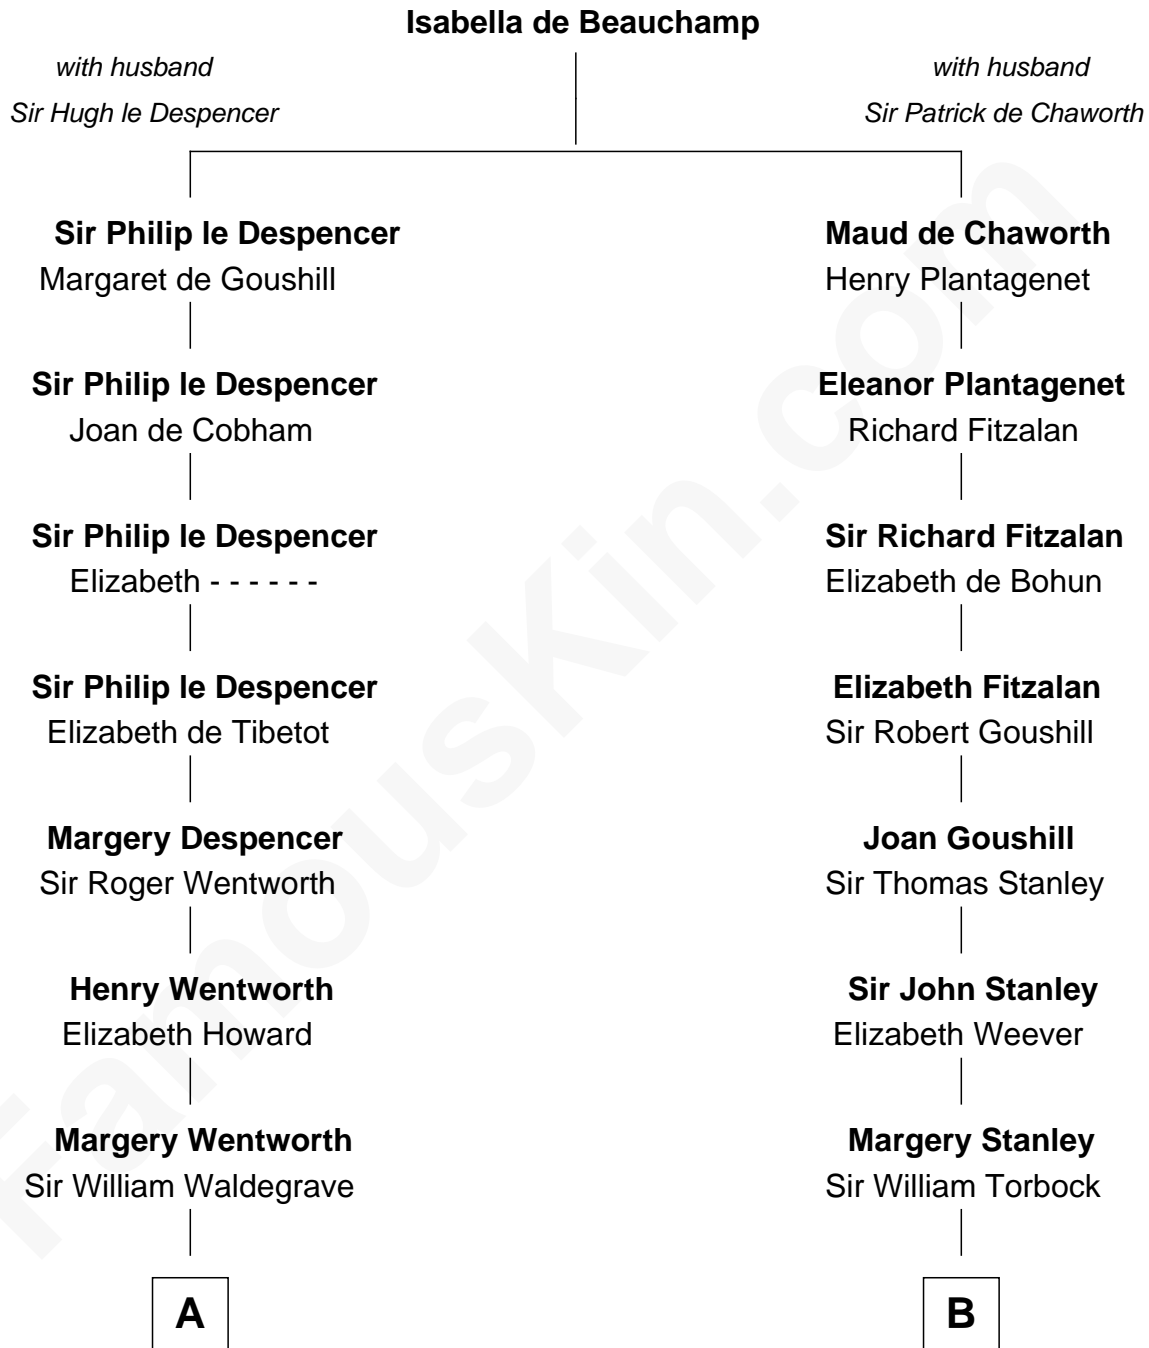 Isabella de Beauchamp
with husband
Sir Hugh le Despencer
with husband
Sir Patrick de Chaworth
Sir Philip le Despencer
Margaret de Goushill
Maud de Chaworth
Henry Plantagenet
Sir Philip le Despencer
Joan de Cobham
Eleanor Plantagenet
Richard Fitzalan
Sir Philip le Despencer
Elizabeth - - - - - -
Sir Richard Fitzalan
Elizabeth de Bohun
Sir Philip le Despencer
Elizabeth de Tibetot
Elizabeth Fitzalan
Sir Robert Goushill
Margery Despencer
Sir Roger Wentworth
Joan Goushill
Sir Thomas Stanley
Henry Wentworth
Elizabeth Howard
Sir John Stanley
Elizabeth Weever
Margery Wentworth
Sir William Waldegrave
Margery Stanley
Sir William Torbock
A
B
FamousKin.com